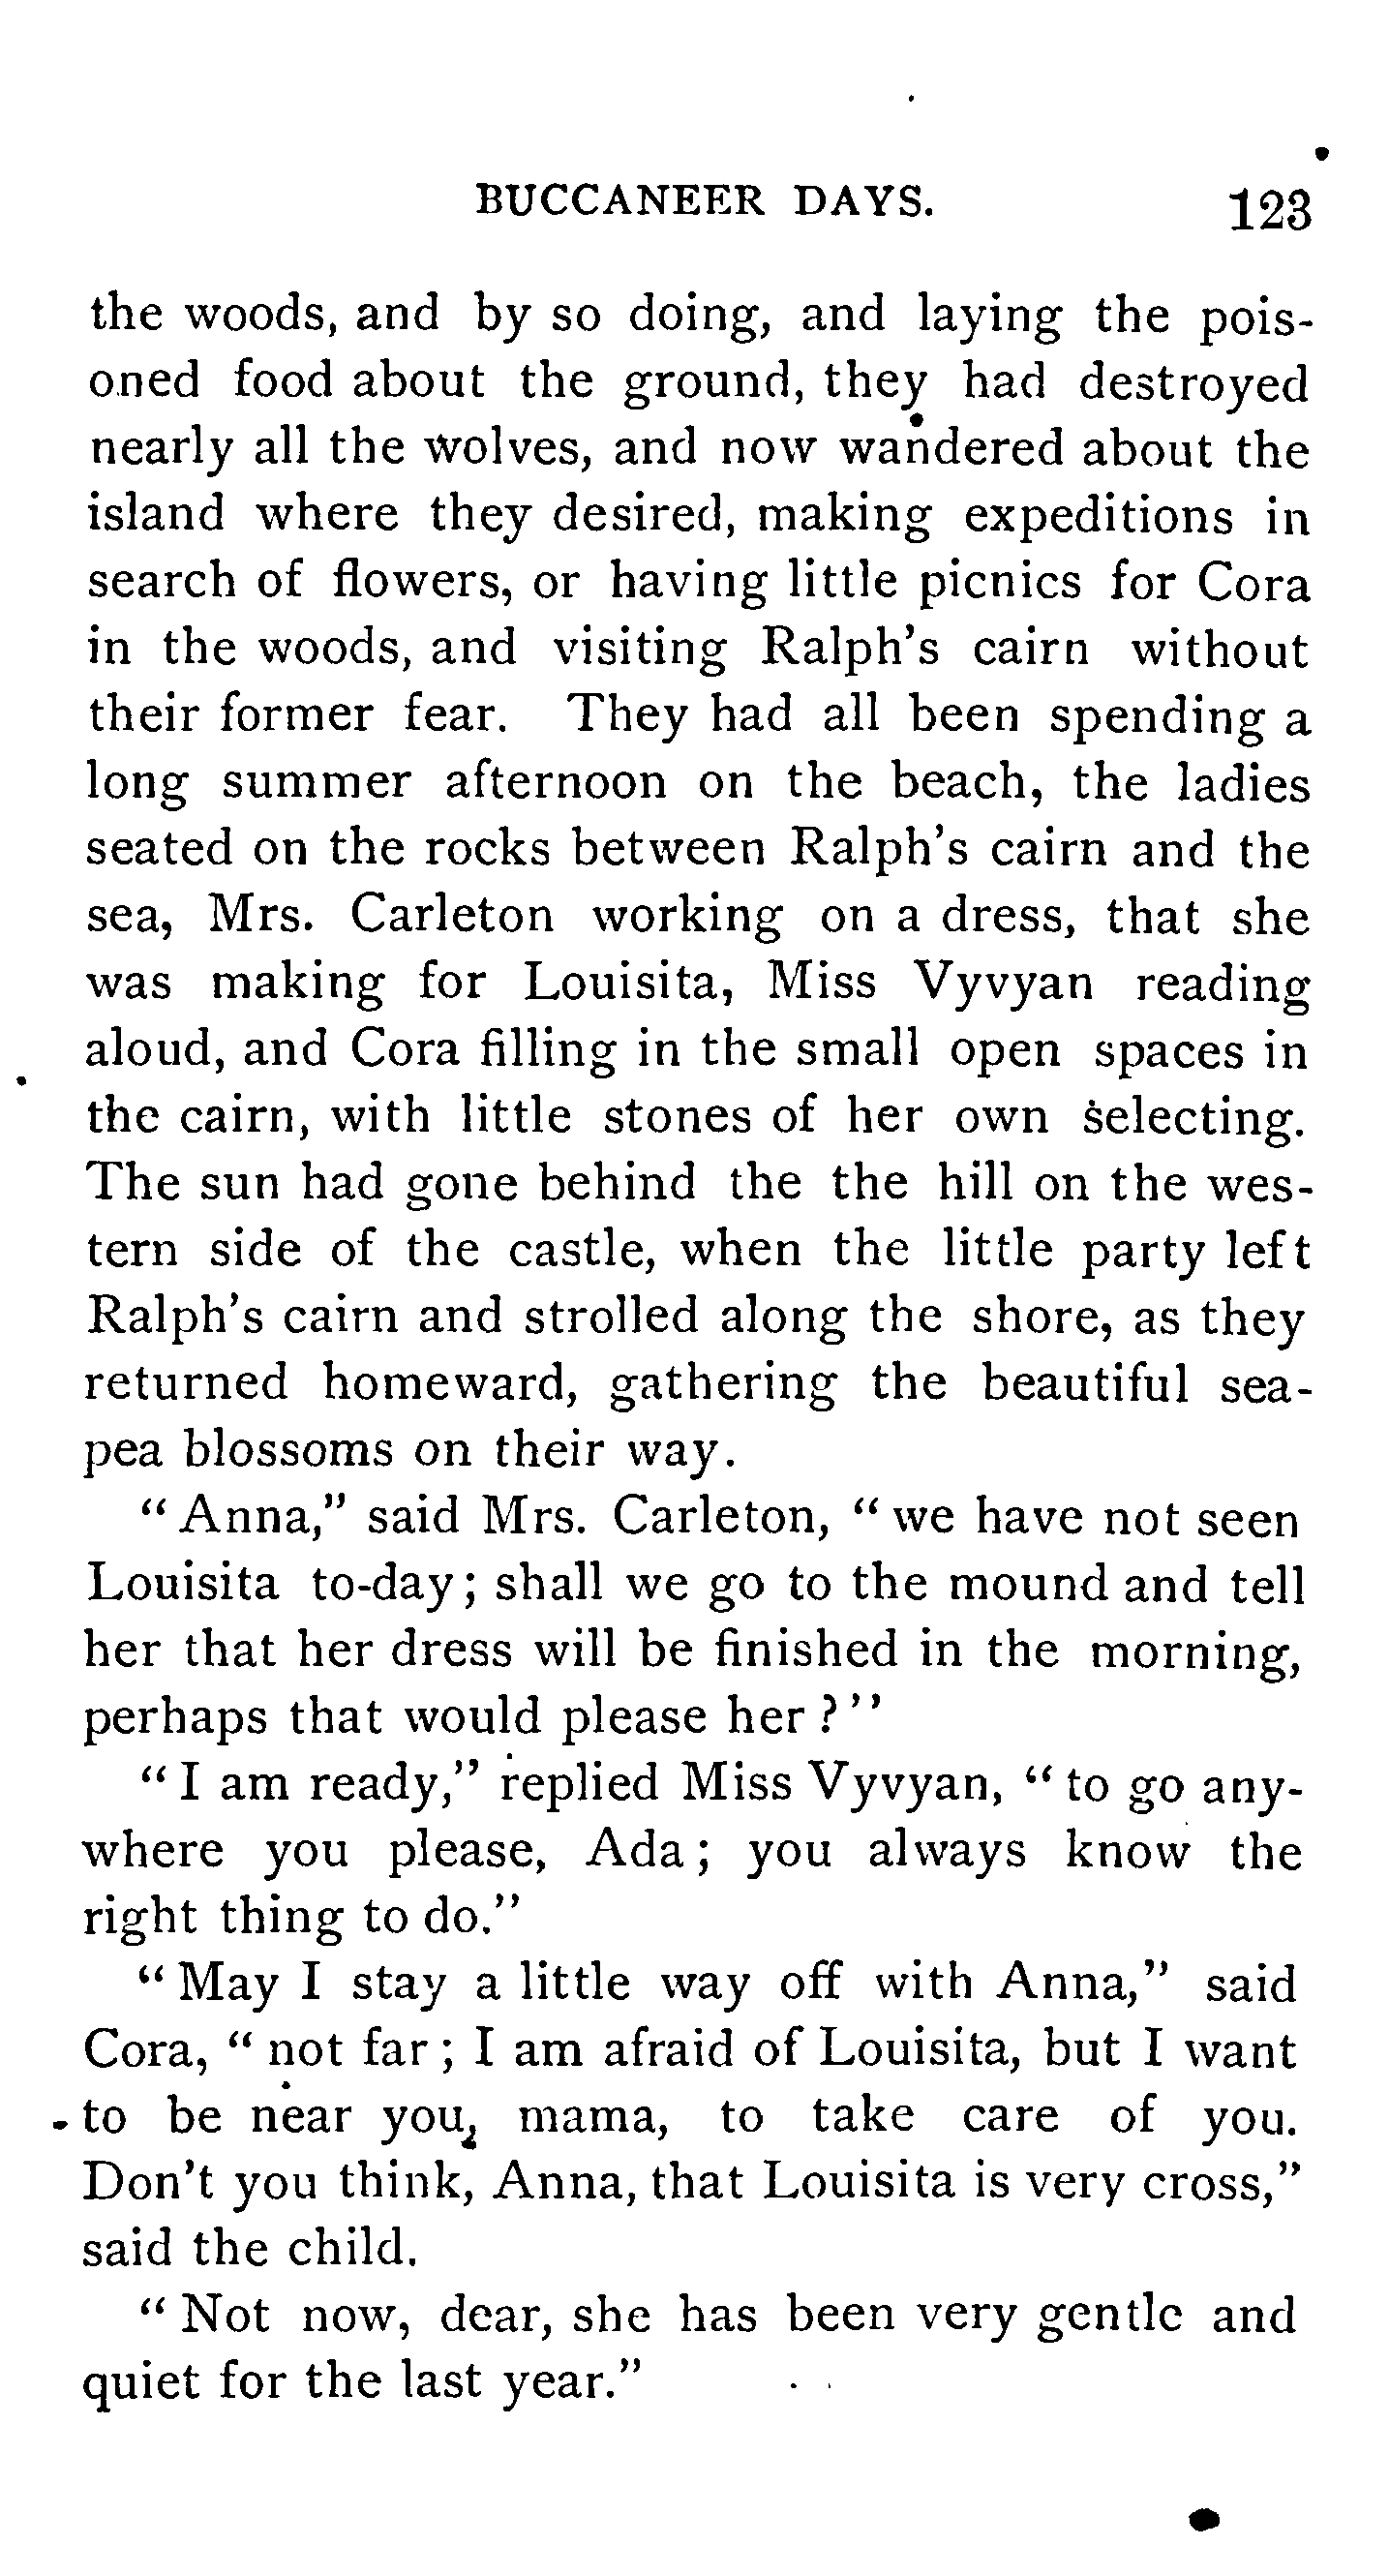 BUCCANEER DAYS. 123
the woods, and by so doing, and laying the pois-
oned food about the ground, they had destroyed
nearly all the wolves, and now wandered about the
island where they desired, making expeditions in
search of flowers, or having little picnics for Cora
in the woods, and visiting Ralph's cairn without
their former fear. They had all been spending a
long summer afternoon on the beach, the ladies
seated on the rocks between Ralph's cairn and the
sea, Mrs. Carleton working on a dress, that she
was making for Louisita, Miss Vyvyan reading
aloud, and Cora filling in the small open spaces in
the cairn, with little stones of her own selecting.
The sun had gone behind the the hill on the wes-
tern side of the castle, when the little party left
Ralph's cairn and strolled along the shore, as they
returned homeward, gathering the beautiful sea-
pea blossoms on their way.
"Anna," said Mrs. Carleton, "we have not seen
Louisita to-day; shall we go to the mound and tell
her that her dress will be finished in the morning,
perhaps that would please her?"
"I am ready," replied Miss Vyvyan, "to go any-
where you please, Ada; you always know the
right thing to do."
"May I stay a little way off with Anna," said
Cora, "not far; I am afraid of Louisita, but I want
to be near you, mama, to take care of you.
Don't you think, Anna, that Louisita is very cross,"
said the child.
"Not now, dear, she has been very gentle and
quiet for the last year."